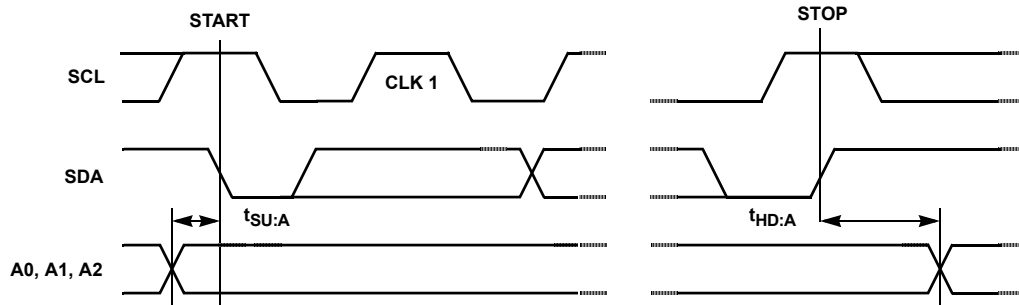 START
STOP
SCL
CLK 1
SDA
tSU:A
tHD:A
A0, A1, A2